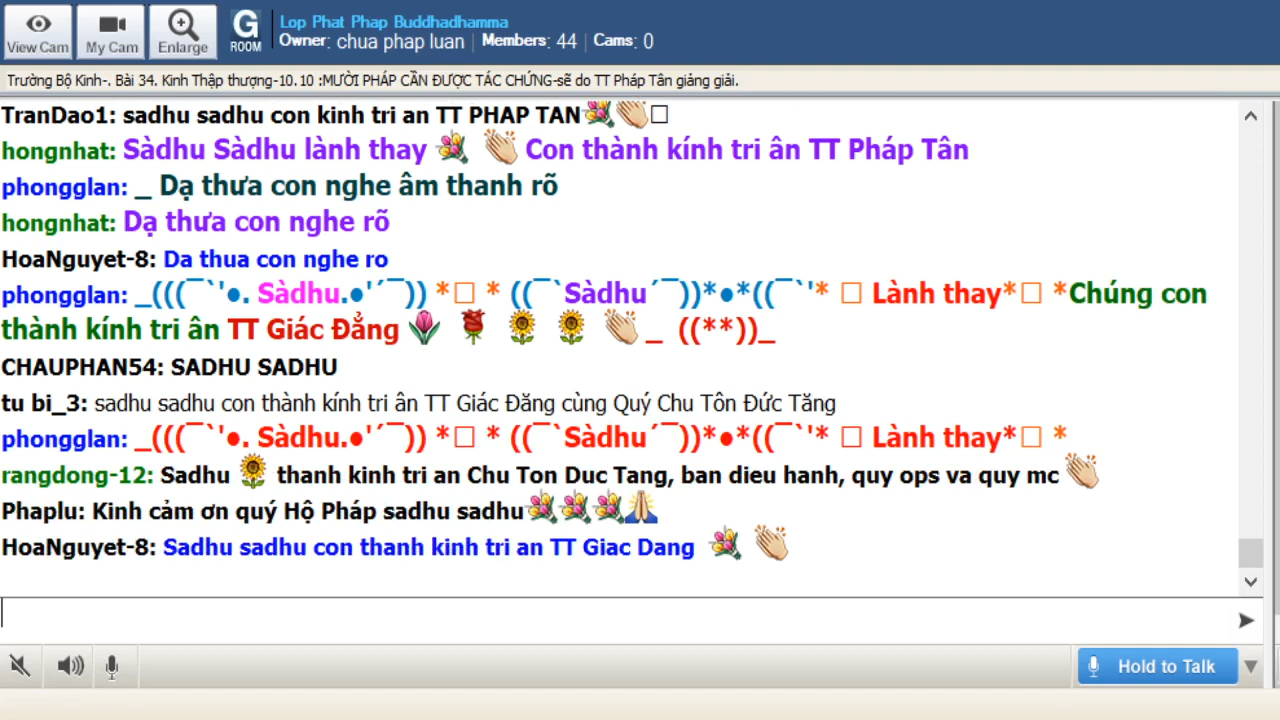 View Cam
My Cam
Enlarge
G
ROOM
Lop Phat Phap Buddhadhamma
Owner: chua phap luan | Members: 44 | Cams: 0
Trường Bộ Kinh-. Bài 34. Kinh Thập thượng-10.10 :MƯỜI PHÁP CẦN ĐƯỢC TÁC CHỨNG-sẽ do TT Pháp Tân giảng giải.
TranDao1: sadhu sadhu con kinh tri an TT PHAP TAN💐👏□
hongnhat: Sàdhu Sàdhu lành thay 💐 👏 Con thành kính tri ân TT Pháp Tân
phongglan: _ Dạ thưa con nghe âm thanh rõ
hongnhat: Dạ thưa con nghe rõ
HoaNguyet-8: Da thua con nghe ro
phongglan: _(((¯`'●. Sàdhu.●'´¯)) *□ * ((¯`Sàdhu´¯))*●*((¯`'* □ Lành thay*□ *Chúng con
thành kính tri ân TT Giác Đẳng 🌷 🌹 🌻 🌻 👏 _ ((**))_
CHAUPHAN54: SADHU SADHU
tu bi_3: sadhu sadhu con thành kính tri ân TT Giác Đăng cùng Quý Chu Tôn Đức Tăng
phongglan: _(((¯`'●. Sàdhu.●'´¯)) *□ * ((¯`Sàdhu´¯))*●*((¯`'* □ Lành thay*□ *
rangdong-12: Sadhu 🌻 thanh kinh tri an Chu Ton Duc Tang, ban dieu hanh, quy ops va quy mc 👏
Phaplu: Kinh cảm ơn quý Hộ Pháp sadhu sadhu💐💐💐🙏
HoaNguyet-8: Sadhu sadhu con thanh kinh tri an TT Giac Dang 💐 👏
Hold to Talk